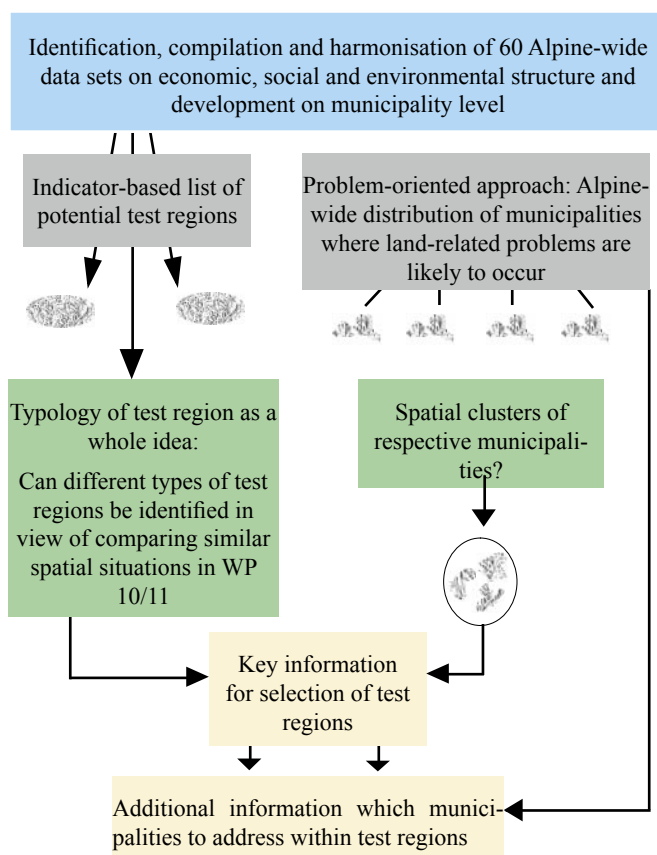 Identification, compilation and harmonisation of 60 Alpine-wide
data sets on economic, social and environmental structure and
development on municipality level
Indicator-based list of
potential test regions
Problem-oriented approach: Alpine-
wide distribution of municipalities
where land-related problems are
likely to occur
Typology of test region as a
whole idea:
Can different types of test
regions be identified in
view of comparing similar
spatial situations in WP
10/11
Spatial clusters of
respective municipali-
ties?
Key information
for selection of test
regions
Additional information which munici-
palities to address within test regions